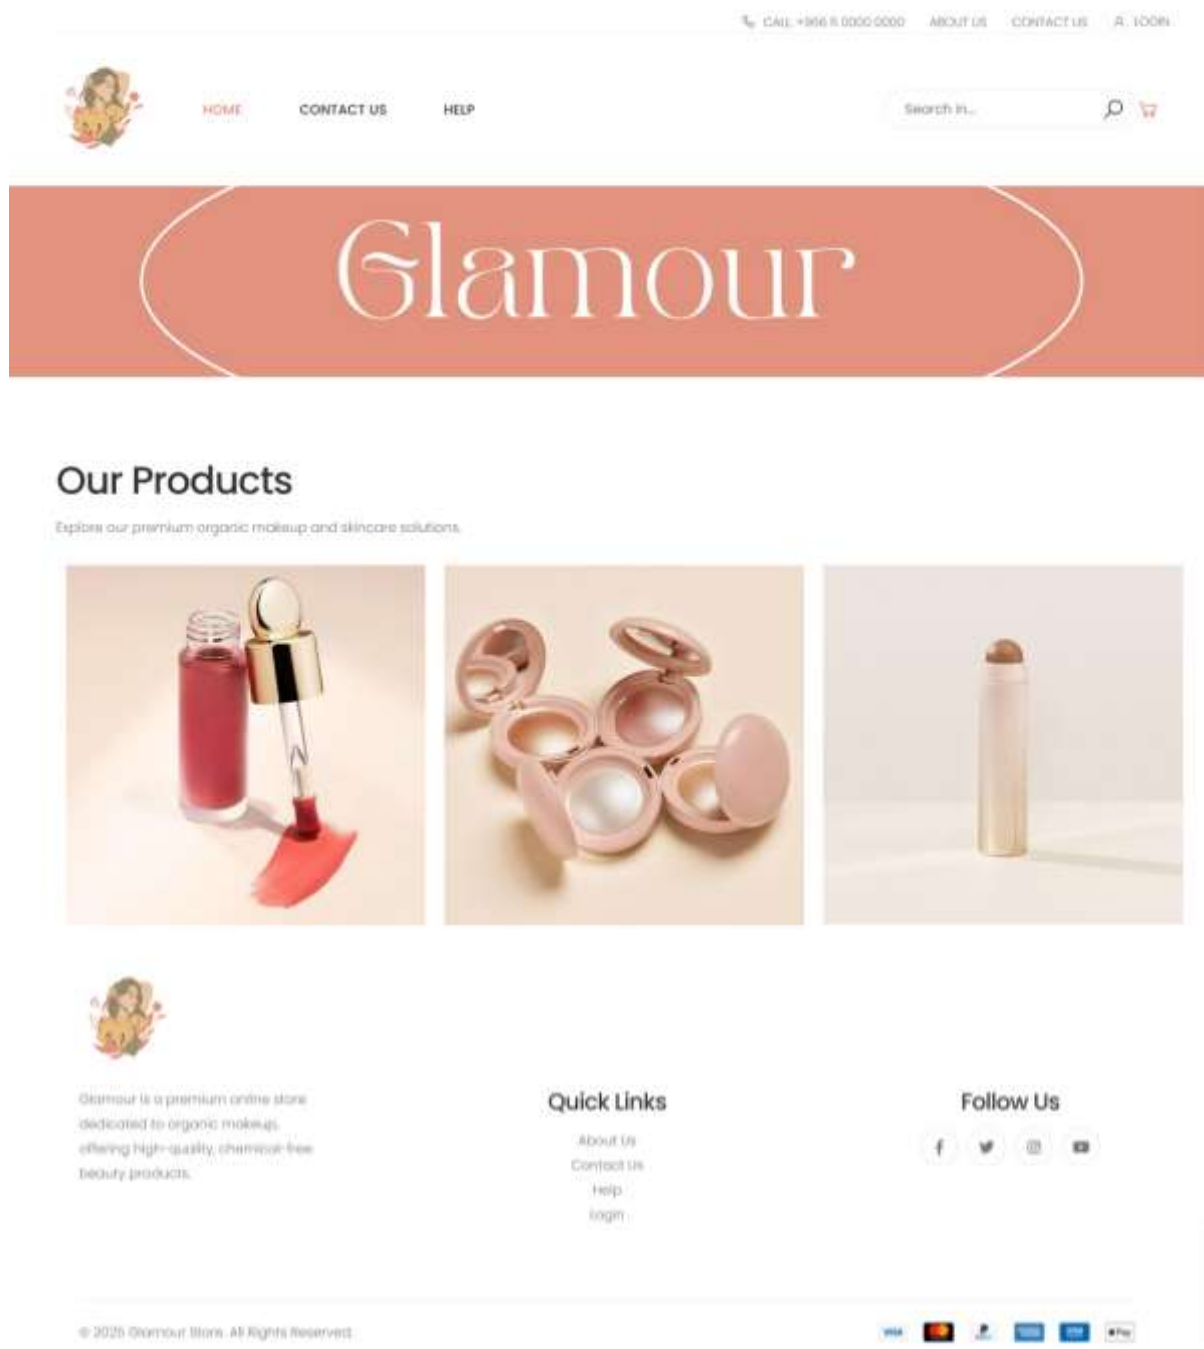 CALL: +966 11 0000 0000 ABOUT US CONTACT US LOGIN
HOME CONTACT US HELP
Search in...
Glamour
Our Products
Explore our premium organic makeup and skincare solutions.
Glamour is a premium online store
dedicated to organic makeup,
offering high-quality, chemical-free
beauty products.
Quick Links
About Us
Contact Us
Help
Login
Follow Us
© 2025 Glamour Store. All Rights Reserved.
VISA
Pay